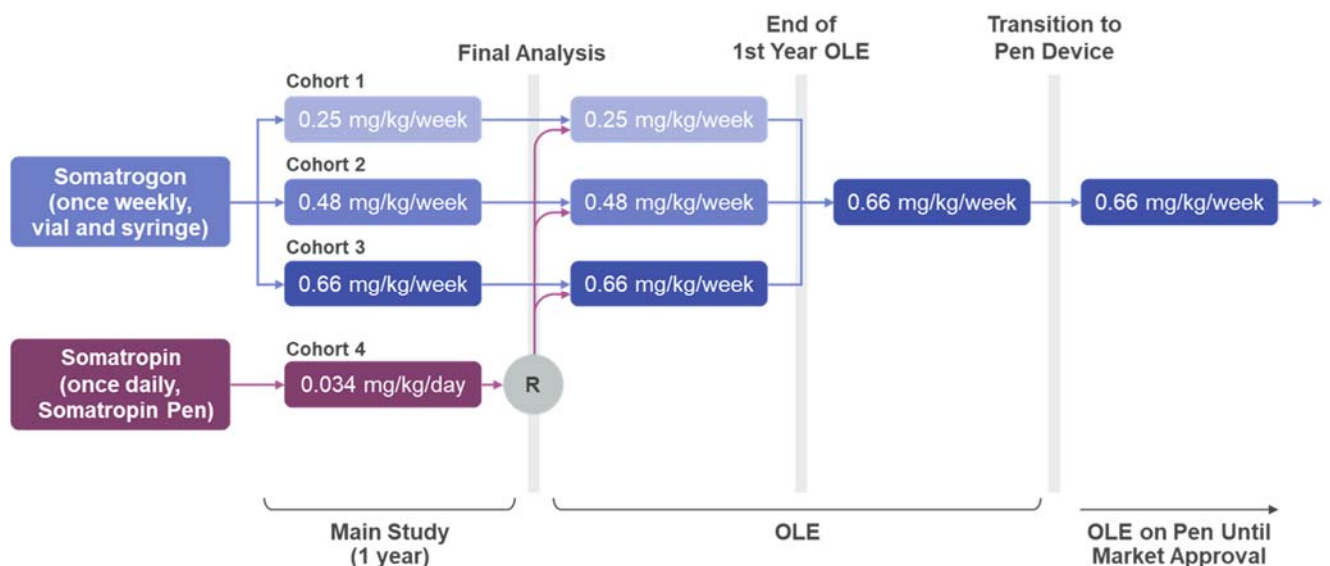 Final Analysis
End of
1st Year OLE
Transition to
Pen Device
Cohort 1
0.25 mg/kg/week
0.25 mg/kg/week
Somatrogon
(once weekly,
vial and syringe)
Cohort 2
0.48 mg/kg/week
0.48 mg/kg/week
0.66 mg/kg/week
0.66 mg/kg/week
Cohort 3
0.66 mg/kg/week
0.66 mg/kg/week
Somatropin
(once daily,
Somatropin Pen)
Cohort 4
0.034 mg/kg/day
R
Main Study
(1 year)
OLE
OLE on Pen Until
Market Approval